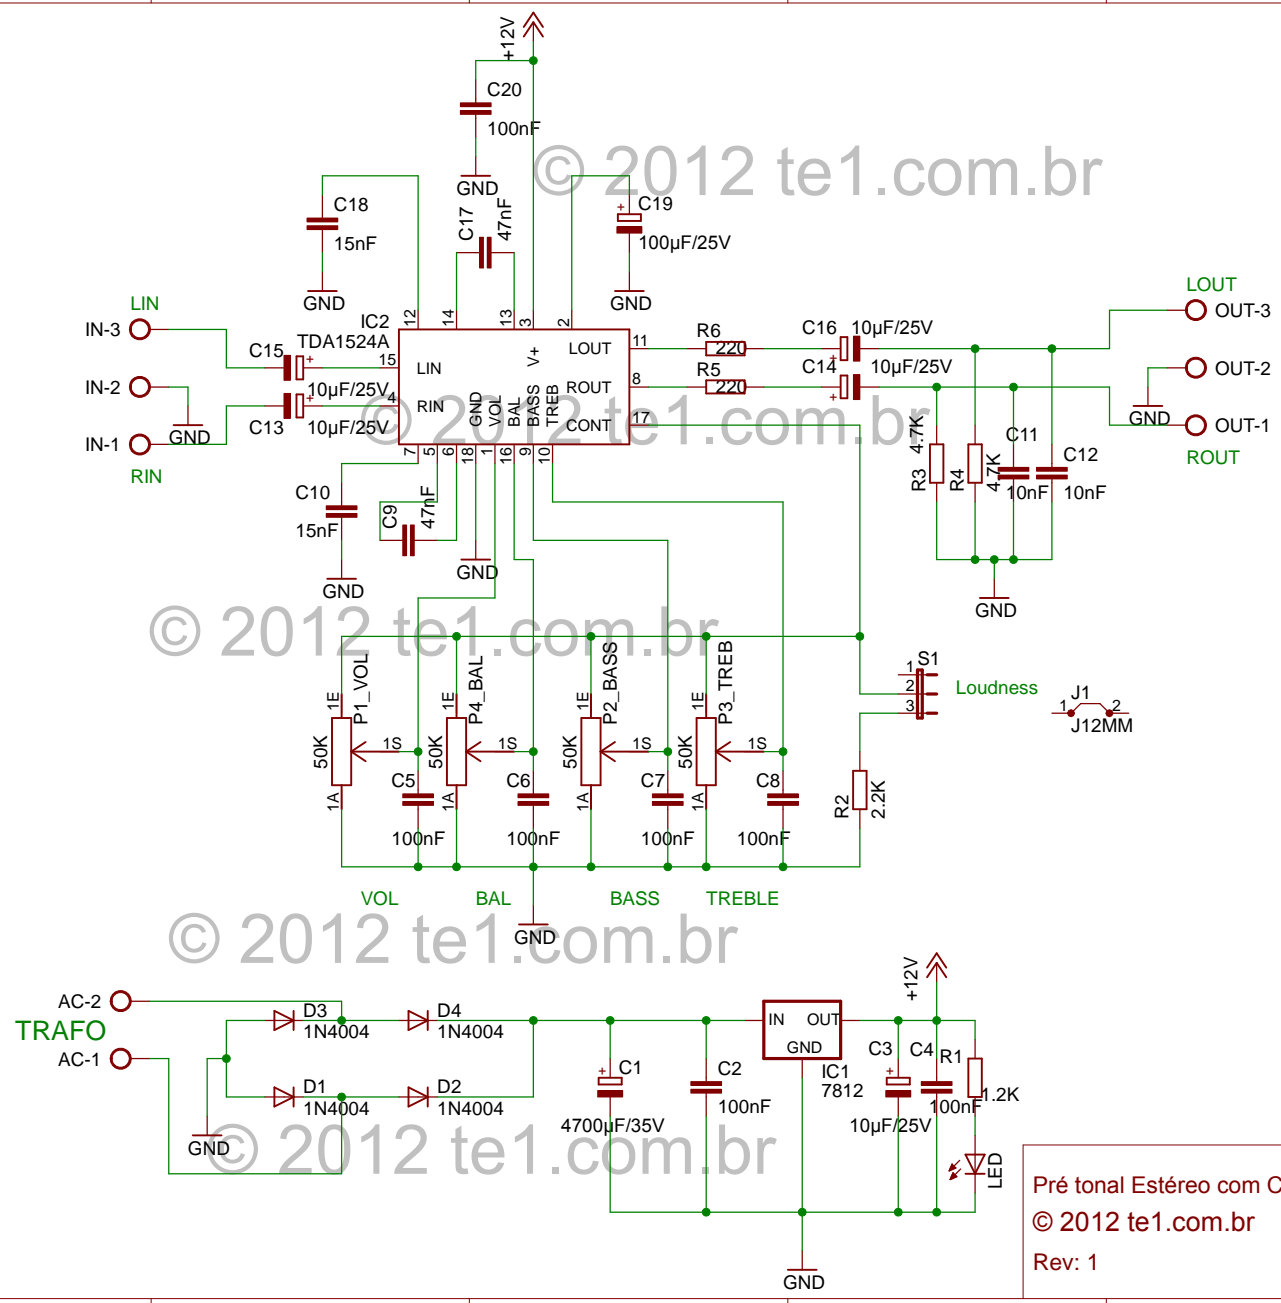 +12V
C20
100nF
© 2012 te1.com.br
GND
C18
15nF
GND
C17
47nF
C19
100µF/25V
GND
LIN
IN-3
IN-2
IN-1
RIN
GND
C15
10µF/25V
C13
10µF/25V
IC2
TDA1524A
12
14
13
3
2
15
4
11
8
17
7
5
6
18
1
16
9
10
LIN
RIN
V+
LOUT
ROUT
CONT
GND
VOL
BAL
BASS
TREB
© 2012 te1.com.br
R6
220
R5
220
C16
10µF/25V
C14
10µF/25V
LOUT
OUT-3
OUT-2
OUT-1
ROUT
GND
R3
4.7K
R4
4.7K
C11
10nF
C12
10nF
GND
C10
15nF
GND
C9
47nF
GND
© 2012 te1.com.br
P1_VOL
50K
1E
1S
1A
P4_BAL
50K
1E
1S
1A
P2_BASS
50K
1E
1S
1A
P3_TREB
50K
1E
1S
1A
C5
100nF
C6
100nF
C7
100nF
C8
100nF
S1
1
2
3
Loudness
J1
1
2
J12MM
R2
2.2K
VOL
BAL
BASS
TREBLE
GND
© 2012 te1.com.br
AC-2
TRAFO
AC-1
D3
1N4004
D4
1N4004
D1
1N4004
D2
1N4004
GND
© 2012 te1.com.br
C1
4700µF/35V
C2
100nF
IN
OUT
GND
IC1
7812
+12V
C3
10µF/25V
C4
100nF
R1
1.2K
LED
GND
Pré tonal Estéreo com C
© 2012 te1.com.br
Rev: 1